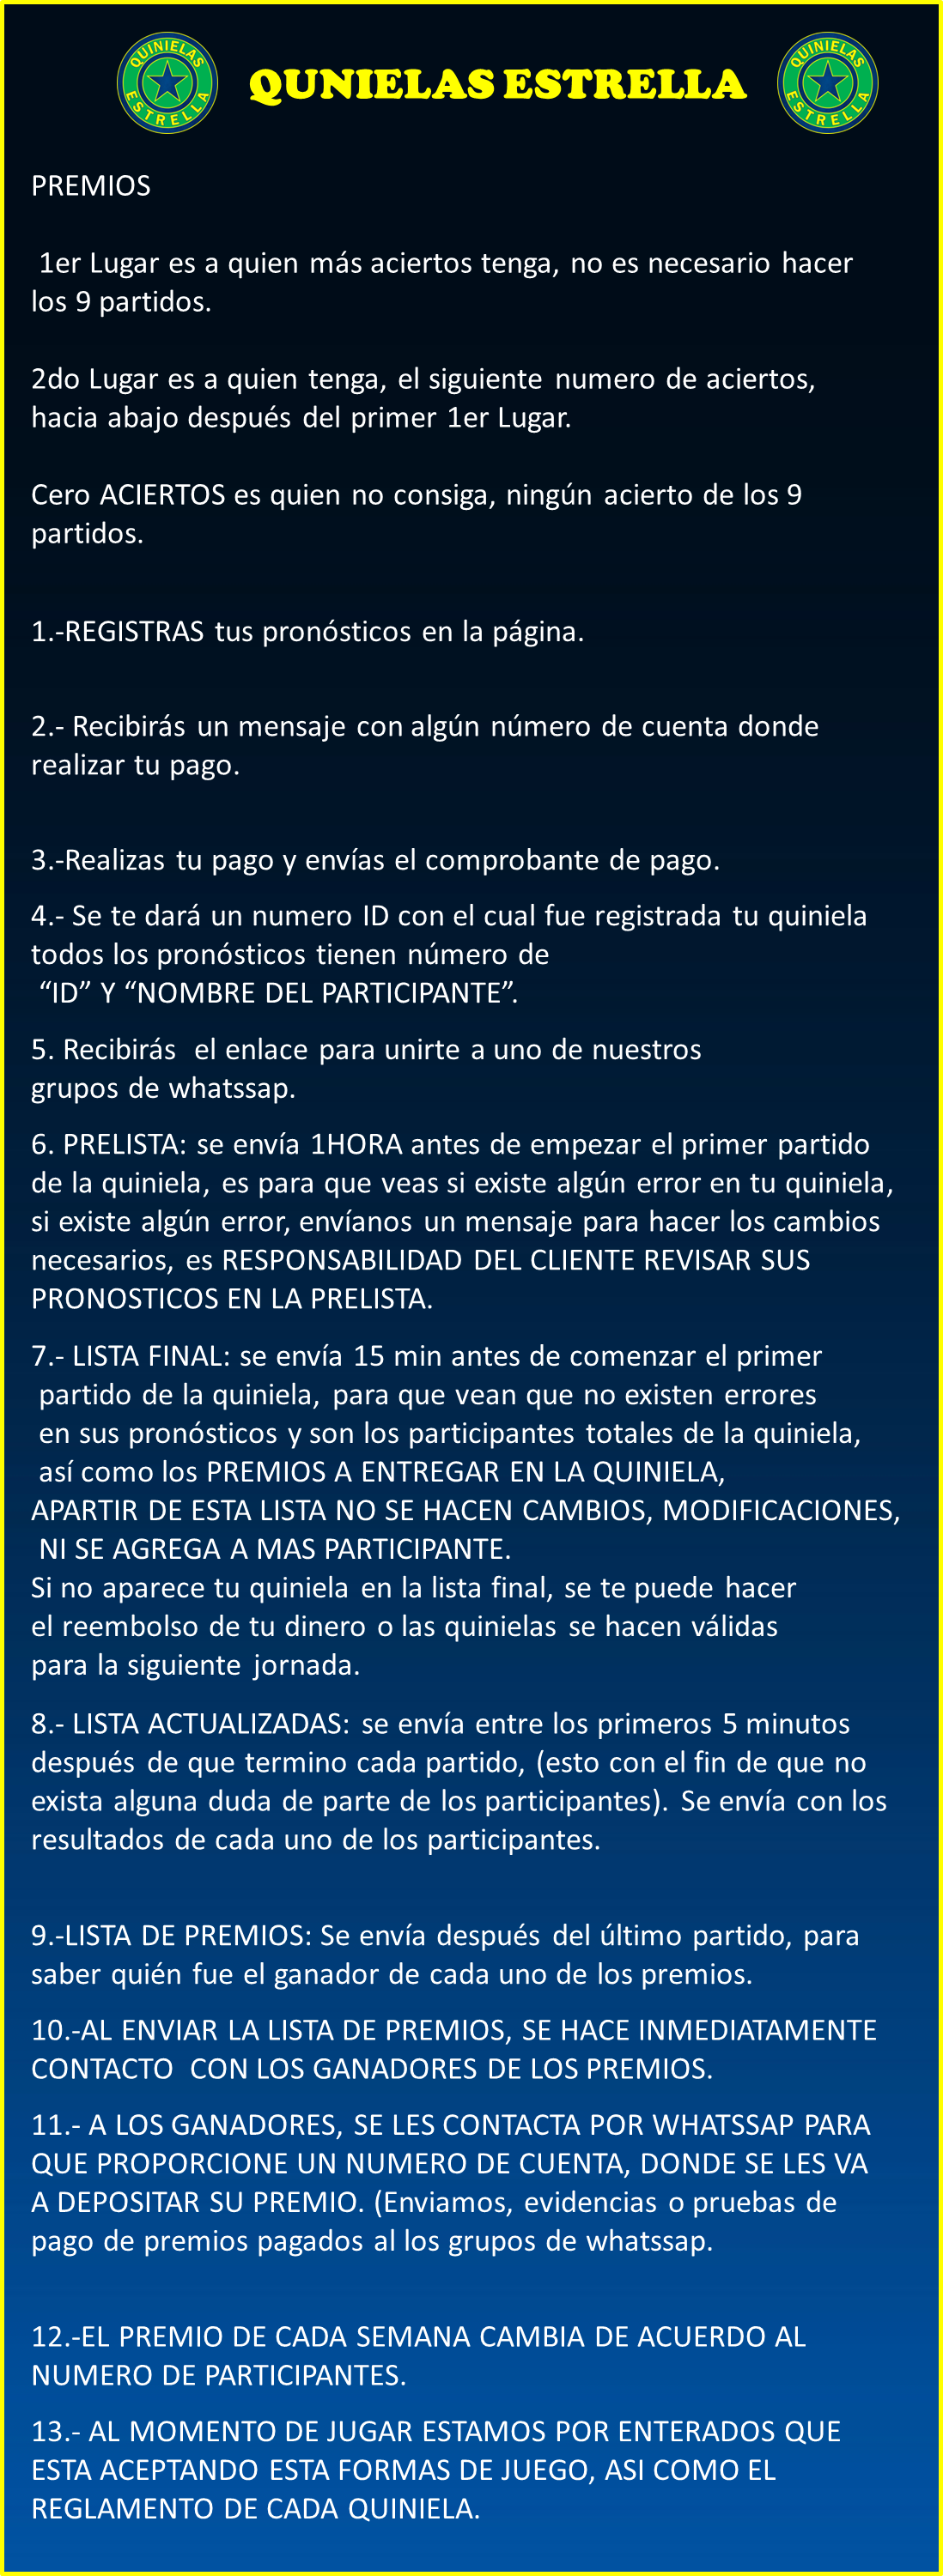 QUINIELAS ESTRELLA
QUNIELAS ESTRELLA
QUINIELAS ESTRELLA
PREMIOS
1er Lugar es a quien más aciertos tenga, no es necesario hacer
los 9 partidos.
2do Lugar es a quien tenga, el siguiente numero de aciertos,
hacia abajo después del primer 1er Lugar.
Cero ACIERTOS es quien no consiga, ningún acierto de los 9
partidos.
1.-REGISTRAS tus pronósticos en la página.
2.- Recibirás un mensaje con algún número de cuenta donde
realizar tu pago.
3.-Realizas tu pago y envías el comprobante de pago.
4.- Se te dará un numero ID con el cual fue registrada tu quiniela
todos los pronósticos tienen número de
“ID” Y “NOMBRE DEL PARTICIPANTE”.
5. Recibirás el enlace para unirte a uno de nuestros
grupos de whatssap.
6. PRELISTA: se envía 1HORA antes de empezar el primer partido
de la quiniela, es para que veas si existe algún error en tu quiniela,
si existe algún error, envíanos un mensaje para hacer los cambios
necesarios, es RESPONSABILIDAD DEL CLIENTE REVISAR SUS
PRONOSTICOS EN LA PRELISTA.
7.- LISTA FINAL: se envía 15 min antes de comenzar el primer
partido de la quiniela, para que vean que no existen errores
en sus pronósticos y son los participantes totales de la quiniela,
así como los PREMIOS A ENTREGAR EN LA QUINIELA,
APARTIR DE ESTA LISTA NO SE HACEN CAMBIOS, MODIFICACIONES,
NI SE AGREGA A MAS PARTICIPANTE.
Si no aparece tu quiniela en la lista final, se te puede hacer
el reembolso de tu dinero o las quinielas se hacen válidas
para la siguiente jornada.
8.- LISTA ACTUALIZADAS: se envía entre los primeros 5 minutos
después de que termino cada partido, (esto con el fin de que no
exista alguna duda de parte de los participantes). Se envía con los
resultados de cada uno de los participantes.
9.-LISTA DE PREMIOS: Se envía después del último partido, para
saber quién fue el ganador de cada uno de los premios.
10.-AL ENVIAR LA LISTA DE PREMIOS, SE HACE INMEDIATAMENTE
CONTACTO CON LOS GANADORES DE LOS PREMIOS.
11.- A LOS GANADORES, SE LES CONTACTA POR WHATSSAP PARA
QUE PROPORCIONE UN NUMERO DE CUENTA, DONDE SE LES VA
A DEPOSITAR SU PREMIO. (Enviamos, evidencias o pruebas de
pago de premios pagados al los grupos de whatssap.
12.-EL PREMIO DE CADA SEMANA CAMBIA DE ACUERDO AL
NUMERO DE PARTICIPANTES.
13.- AL MOMENTO DE JUGAR ESTAMOS POR ENTERADOS QUE
ESTA ACEPTANDO ESTA FORMAS DE JUEGO, ASI COMO EL
REGLAMENTO DE CADA QUINIELA.